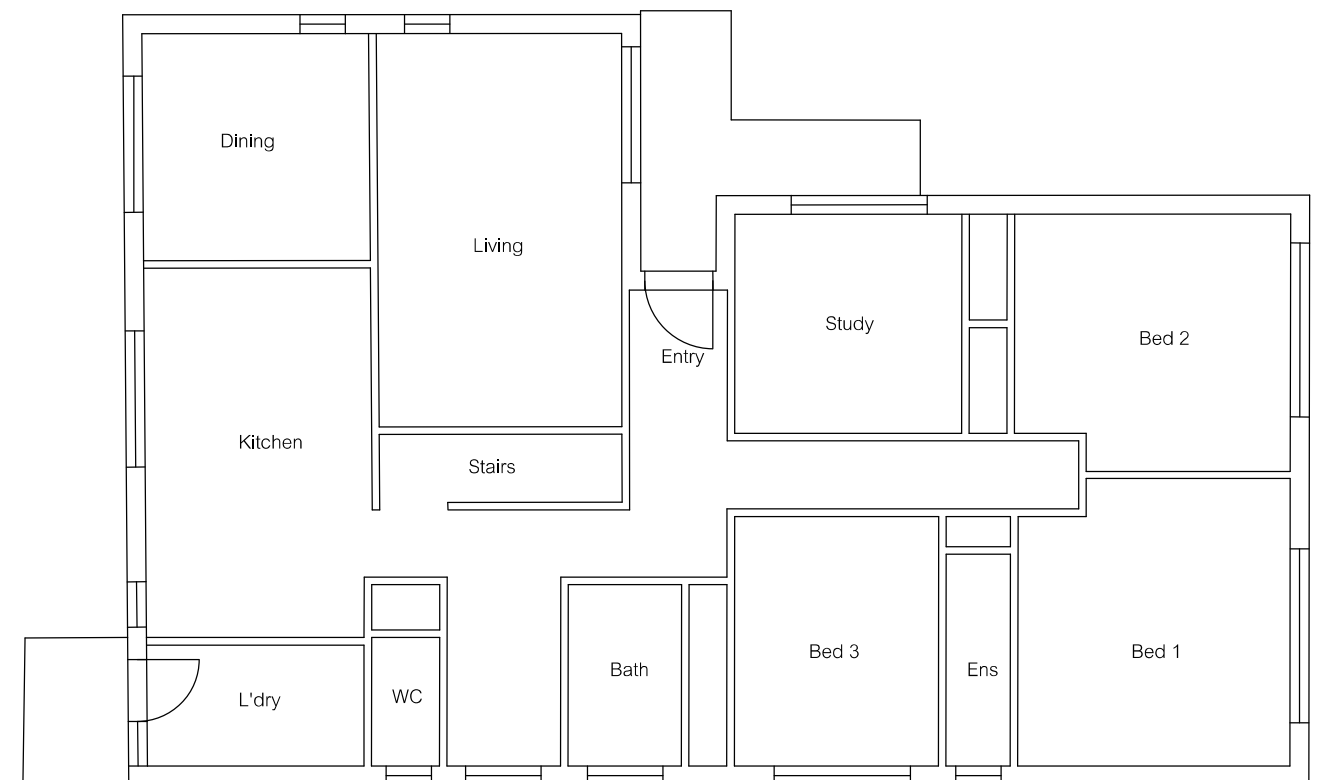 Dining
Living
Study
Bed 2
Entry
Kitchen
Stairs
Bed 3
Bed 1
Bath
Ens
WC
L'dry